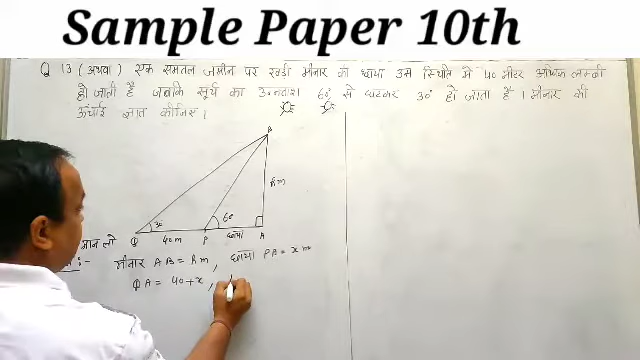 Sample Paper 10th
Q 13 (अथवा) एक समतल जमीन पर खडी मीनार की छाया उस स्थिति में 40 मीटर अधिक लम्बी
हो जाती है जबकि सूर्य का उन्नतांश 60° से घटकर 30° हो जाता है । मीनार की
ऊँचाई ज्ञात कीजिए ।
B
h m
30 60
Q 40m P छाया A
मान लो
:- मीनार AB = h m , छाया PA = x m
QA = 40+x ,